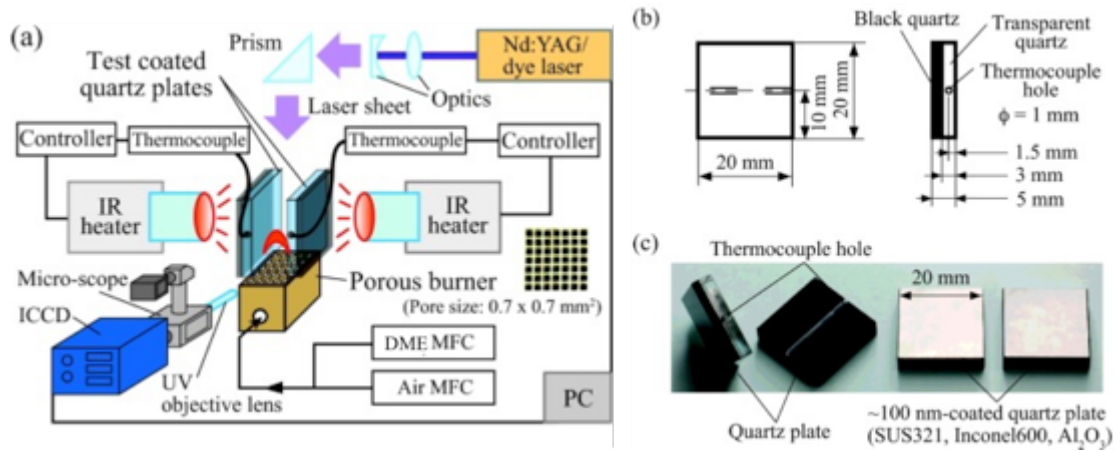 (a)
Prism
Nd:YAG/
dye laser
Test coated
quartz plates
Optics
Laser sheet
Controller
Thermocouple
Thermocouple
Controller
IR
heater
IR
heater
Micro-scope
Porous burner
(Pore size: 0.7 x 0.7 mm²)
ICCD
DME MFC
Air MFC
UV
objective lens
PC
(b)
Black quartz
Transparent
quartz
Thermocouple
hole
ϕ = 1 mm
10 mm
20 mm
20 mm
1.5 mm
3 mm
5 mm
(c)
Thermocouple hole
20 mm
Quartz plate
~100 nm-coated quartz plate
(SUS321, Inconel600, Al₂O₃)